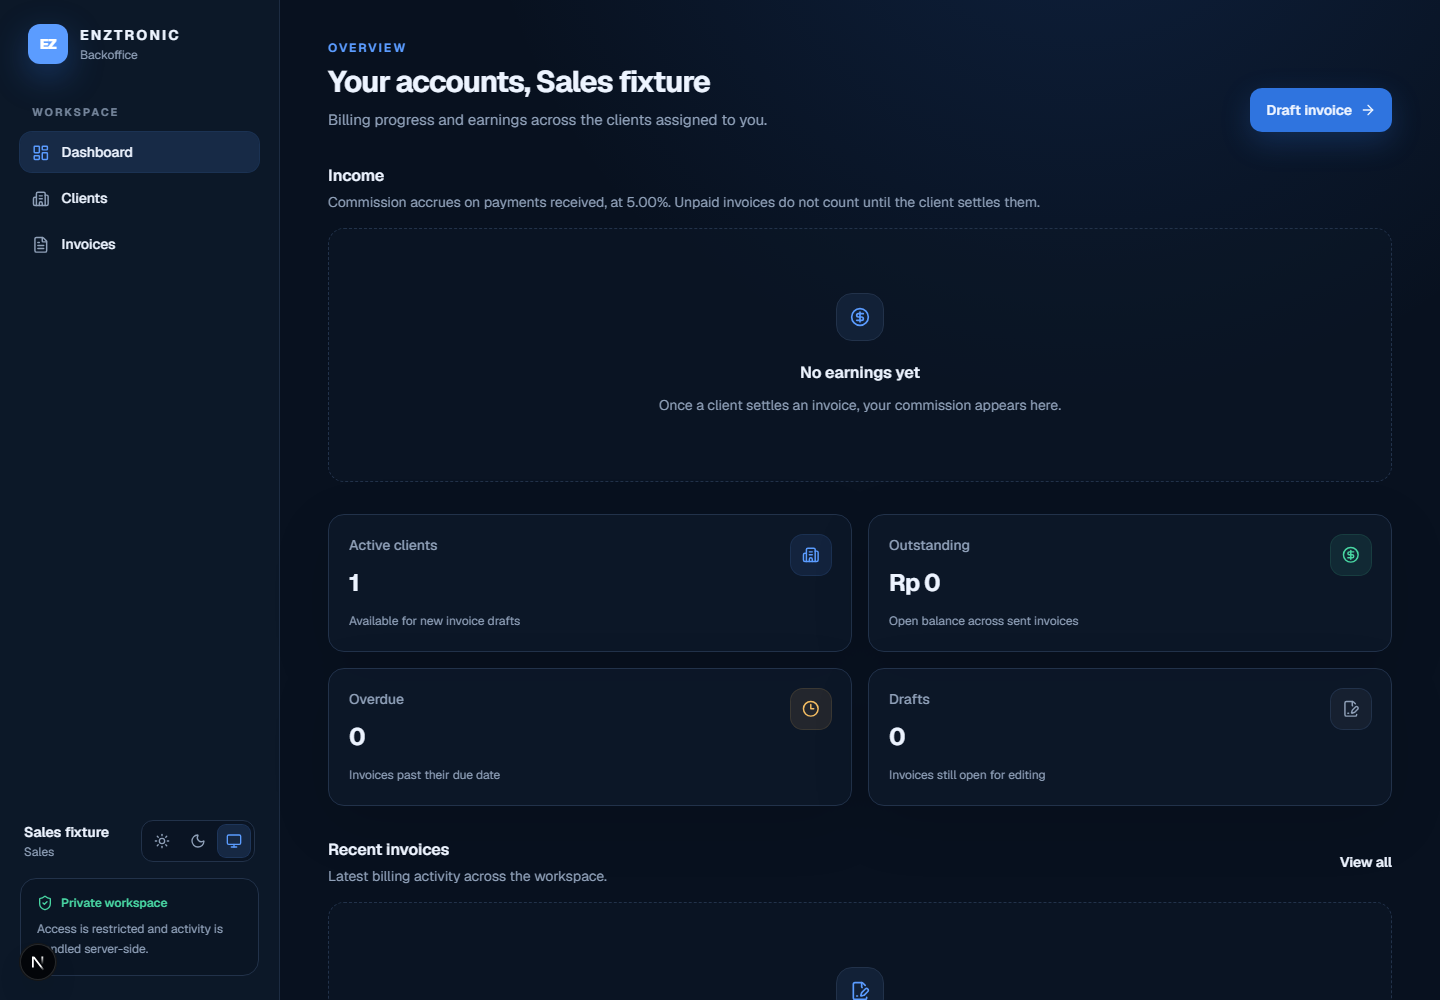 EZ
ENZTRONIC
Backoffice
WORKSPACE
Dashboard
Clients
Invoices
Sales fixture
Sales
Private workspace
Access is restricted and activity is
ndled server-side.
N
OVERVIEW
Your accounts, Sales fixture
Billing progress and earnings across the clients assigned to you.
Draft invoice
Income
Commission accrues on payments received, at 5.00%. Unpaid invoices do not count until the client settles them.
No earnings yet
Once a client settles an invoice, your commission appears here.
Active clients
1
Available for new invoice drafts
Outstanding
Rp 0
Open balance across sent invoices
Overdue
0
Invoices past their due date
Drafts
0
Invoices still open for editing
Recent invoices
Latest billing activity across the workspace.
View all